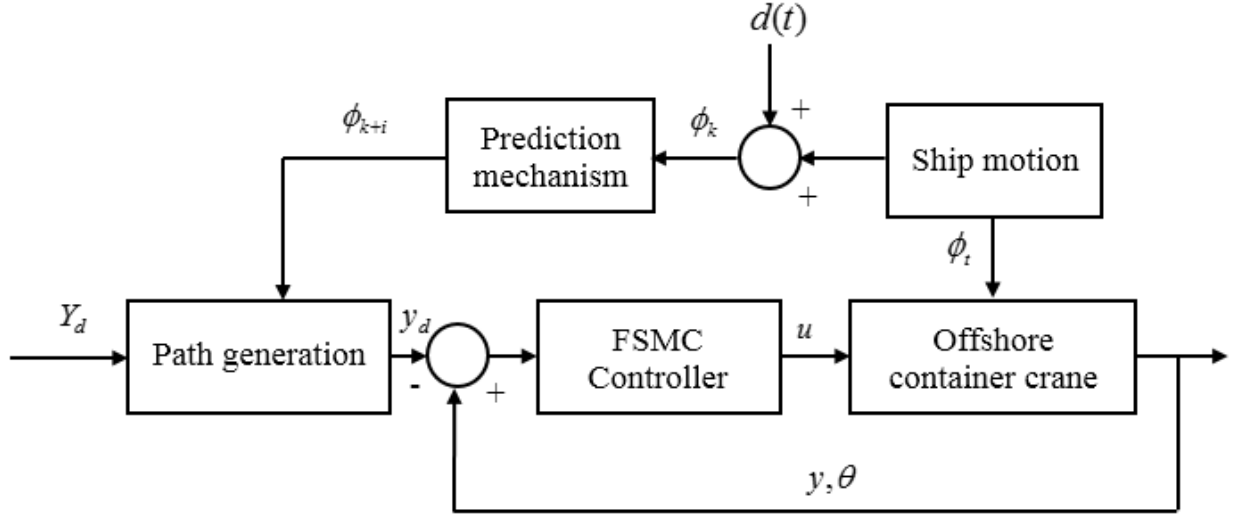 d(t)
+
ϕ_{k+i}
Prediction
mechanism
ϕ_k
+
Ship motion
ϕ_t
Y_d
Path generation
y_d
-
+
FSMC
Controller
u
Offshore
container crane
y, θ